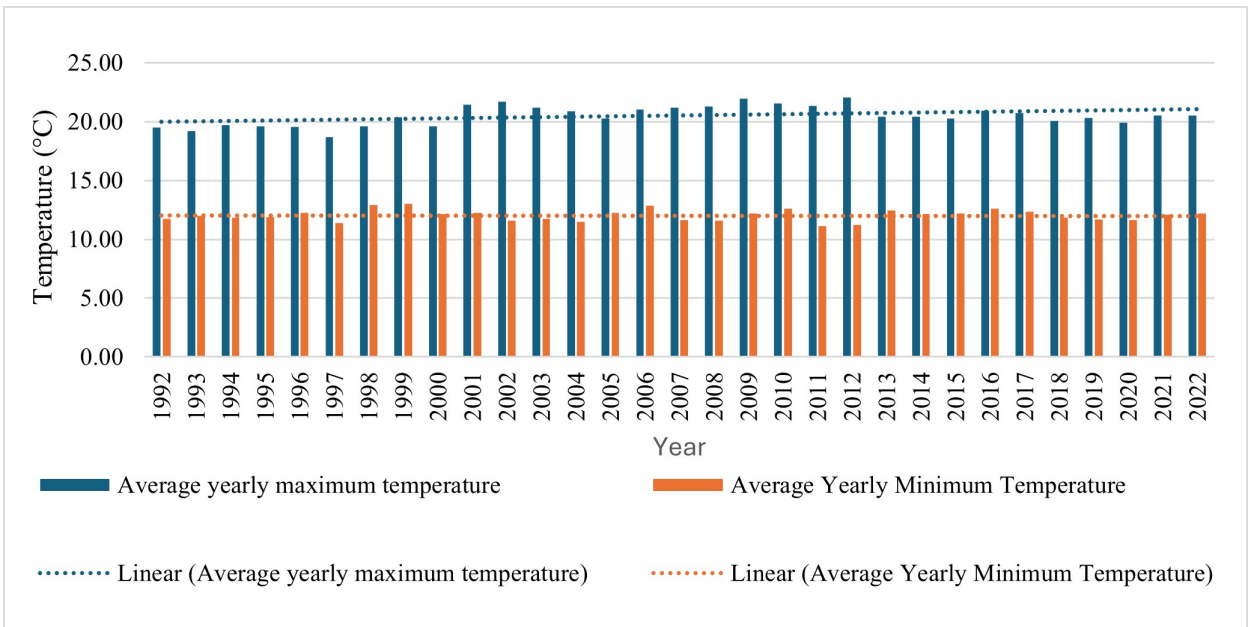 25.00
20.00
15.00
10.00
5.00
0.00
Temperature (°C)
1992 1993 1994 1995 1996 1997 1998 1999 2000 2001 2002 2003 2004 2005 2006 2007 2008 2009 2010 2011 2012 2013 2014 2015 2016 2017 2018 2019 2020 2021 2022
Year
Average yearly maximum temperature
Average Yearly Minimum Temperature
Linear (Average yearly maximum temperature)
Linear (Average Yearly Minimum Temperature)